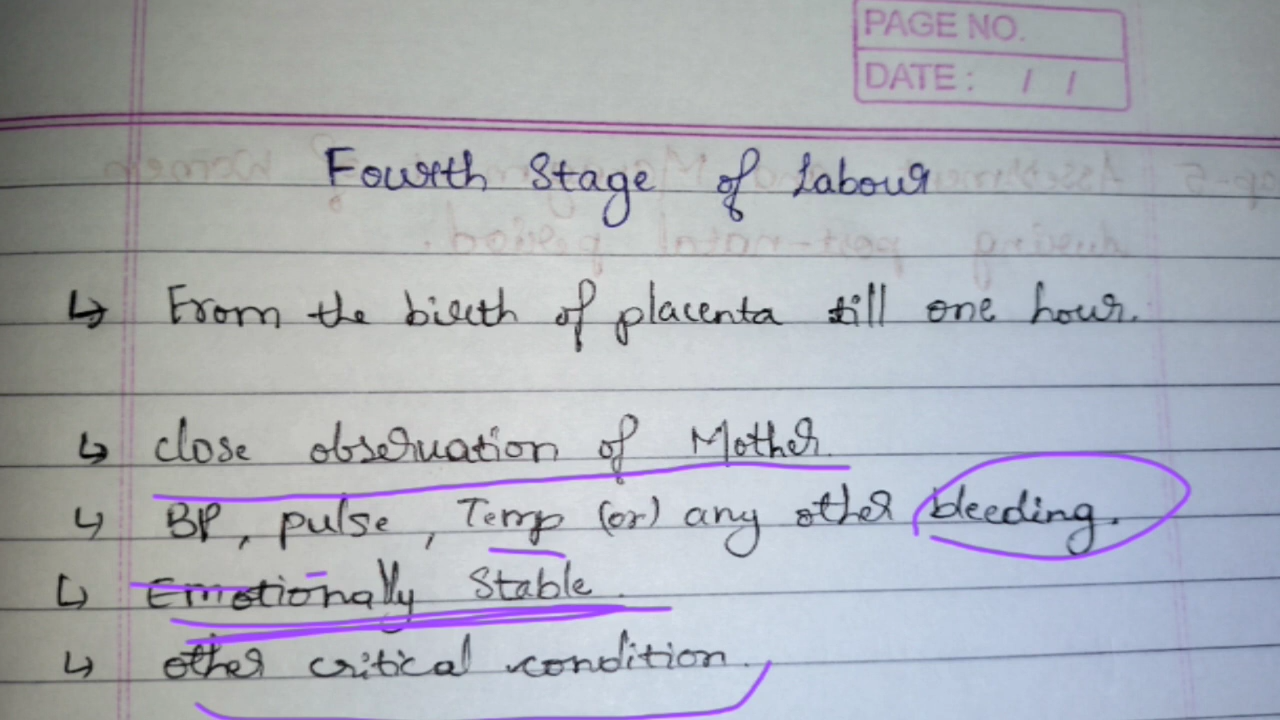 PAGE NO.
DATE: / /
Fourth Stage of Labour
↳ From the birth of placenta till one hour.
↳ close observation of Mother.
↳ BP, pulse, Temp (or) any other bleeding.
↳ Emotionally Stable.
↳ other critical condition.